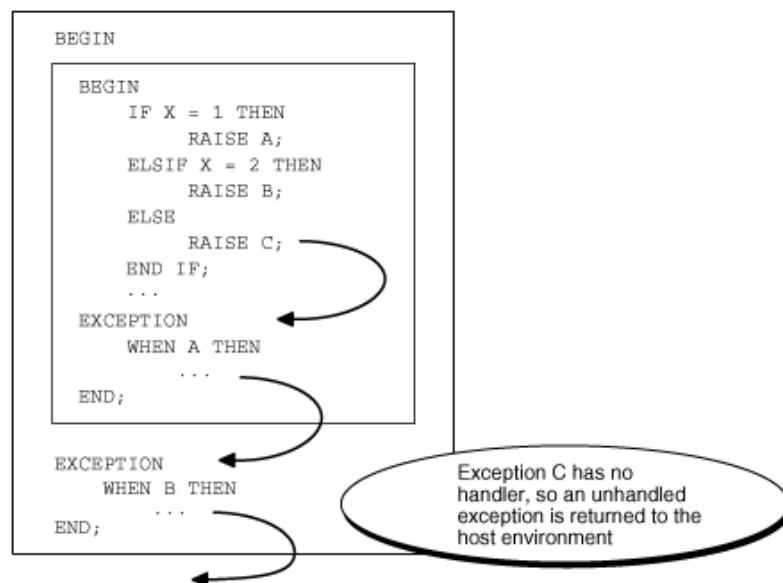 BEGIN
BEGIN
IF X = 1 THEN
RAISE A;
ELSIF X = 2 THEN
RAISE B;
ELSE
RAISE C;
END IF;
...
EXCEPTION
WHEN A THEN
...
END;
EXCEPTION
WHEN B THEN
...
END;
Exception C has no
handler, so an unhandled
exception is returned to the
host environment